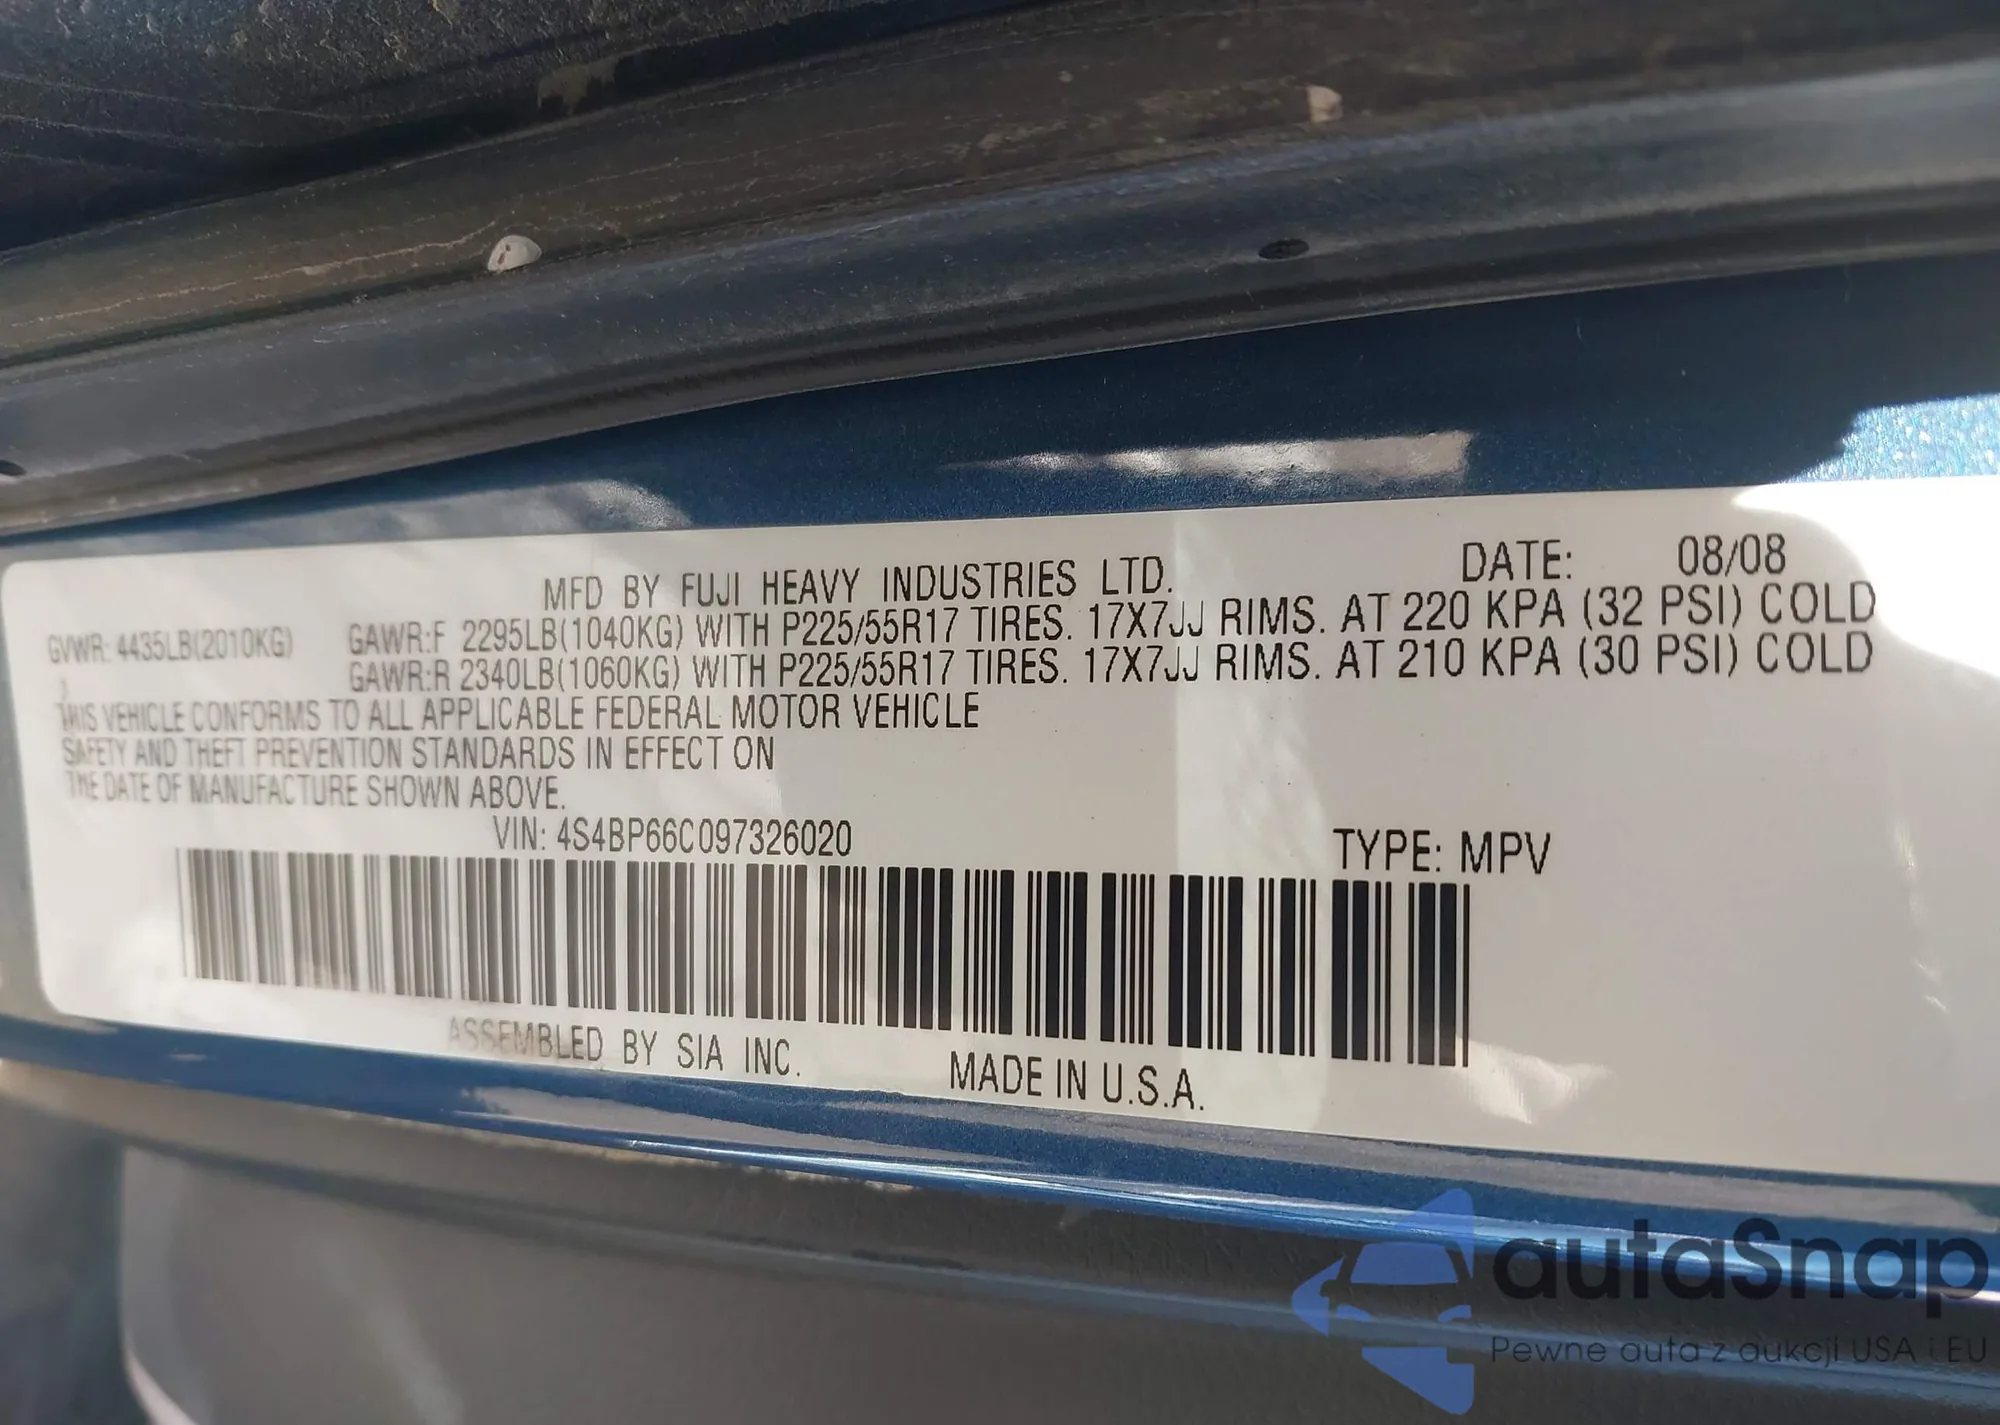 MFD BY FUJI HEAVY INDUSTRIES LTD. DATE: 08/08
GVWR: 4435LB(2010KG) GAWR:F 2295LB(1040KG) WITH P225/55R17 TIRES. 17X7JJ RIMS. AT 220 KPA (32 PSI) COLD
GAWR:R 2340LB(1060KG) WITH P225/55R17 TIRES. 17X7JJ RIMS. AT 210 KPA (30 PSI) COLD
THIS VEHICLE CONFORMS TO ALL APPLICABLE FEDERAL MOTOR VEHICLE
SAFETY AND THEFT PREVENTION STANDARDS IN EFFECT ON
THE DATE OF MANUFACTURE SHOWN ABOVE.
VIN: 4S4BP66C097326020 TYPE: MPV
ASSEMBLED BY SIA INC. MADE IN U.S.A.
autaSnap
Pewne auta z aukcji USA i EU